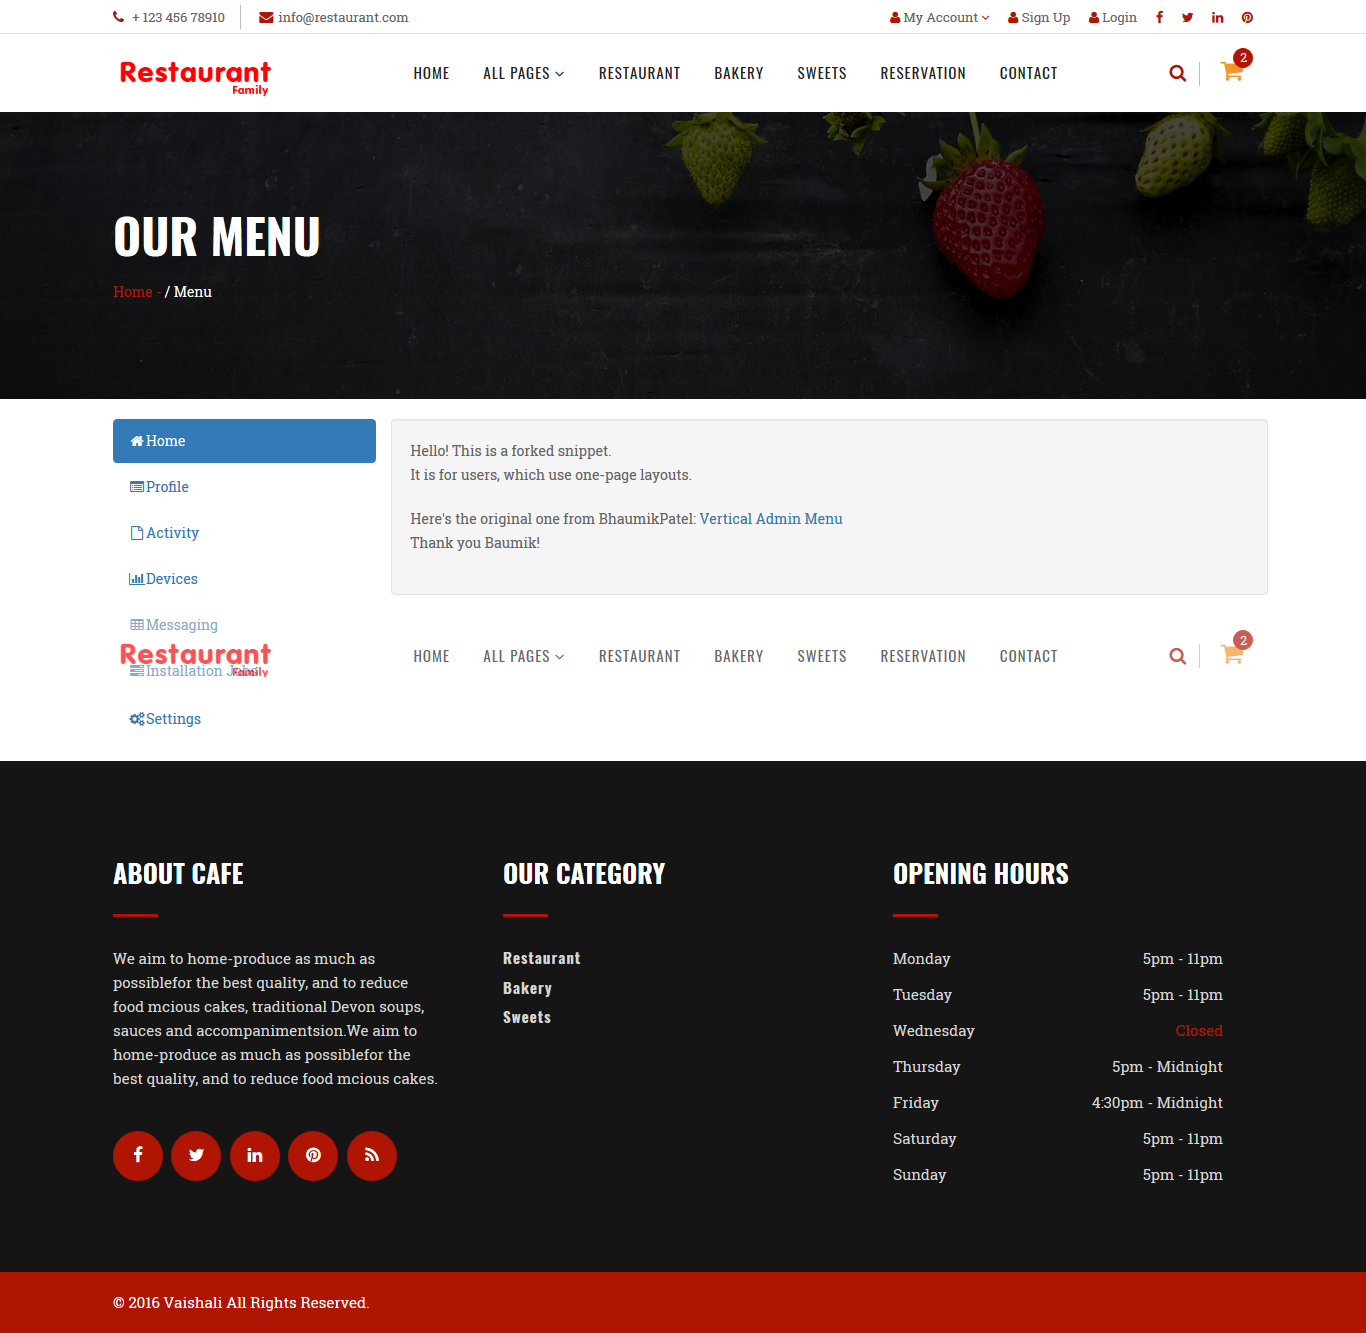 + 123 456 78910 info@restaurant.com My Account Sign Up Login
Restaurant
Family
HOME ALL PAGES RESTAURANT BAKERY SWEETS RESERVATION CONTACT
2
OUR MENU
Home - / Menu
Home
Profile
Activity
Devices
Messaging
Installation Jobs
Settings
Hello! This is a forked snippet.
It is for users, which use one-page layouts.
Here's the original one from BhaumikPatel: Vertical Admin Menu
Thank you Baumik!
Restaurant
Family
HOME ALL PAGES RESTAURANT BAKERY SWEETS RESERVATION CONTACT
2
ABOUT CAFE
We aim to home-produce as much as
possiblefor the best quality, and to reduce
food mcious cakes, traditional Devon soups,
sauces and accompanimentsion.We aim to
home-produce as much as possiblefor the
best quality, and to reduce food mcious cakes.
OUR CATEGORY
Restaurant
Bakery
Sweets
OPENING HOURS
Monday 5pm - 11pm
Tuesday 5pm - 11pm
Wednesday Closed
Thursday 5pm - Midnight
Friday 4:30pm - Midnight
Saturday 5pm - 11pm
Sunday 5pm - 11pm
© 2016 Vaishali All Rights Reserved.